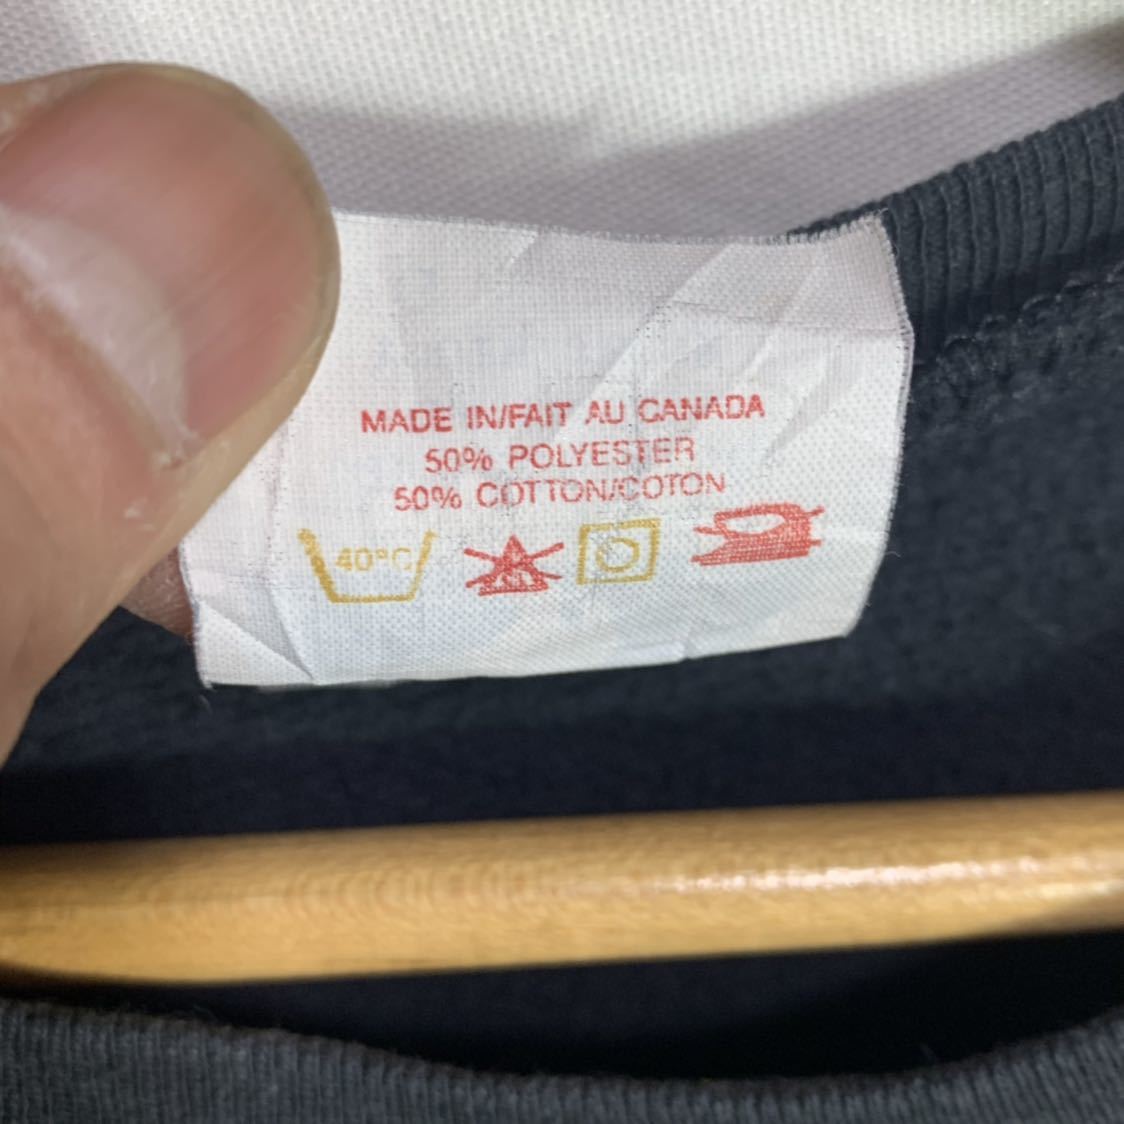 MADE IN/FAIT AU CANADA
50% POLYESTER
50% COTTON/COTON
40°C